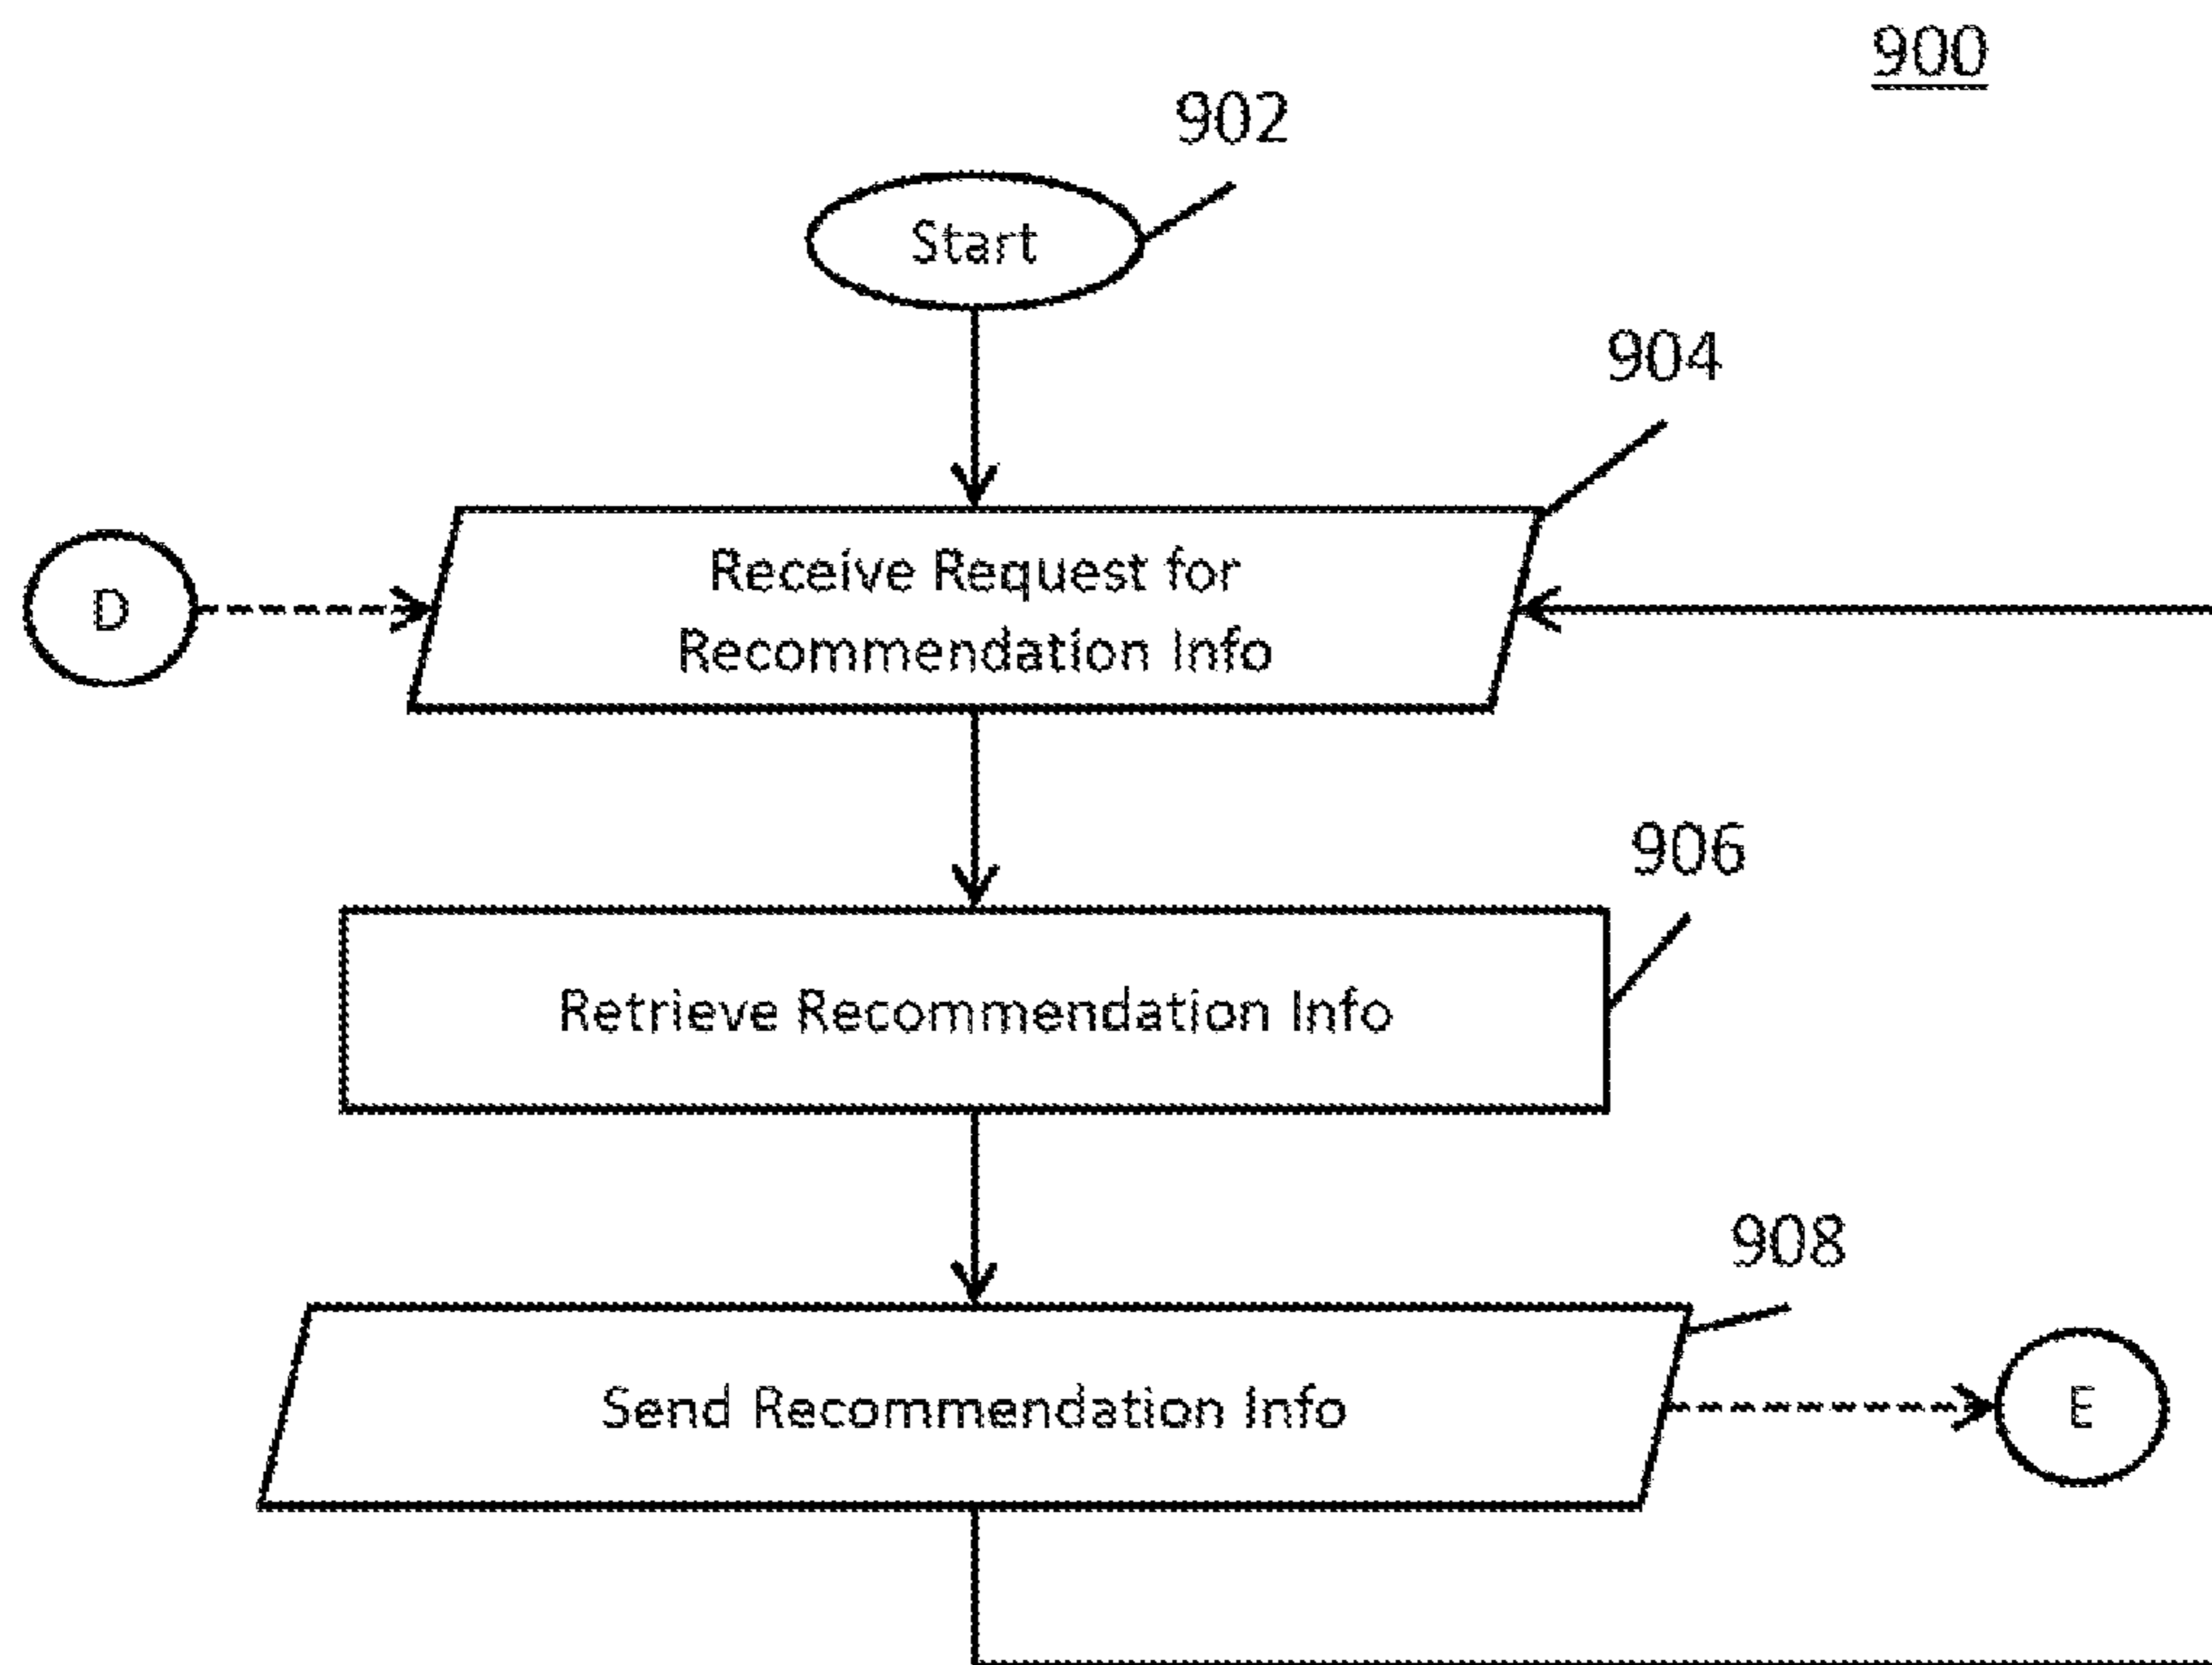 900
902
Start
904
D
Receive Request for
Recommendation Info
906
Retrieve Recommendation Info
908
Send Recommendation Info
E